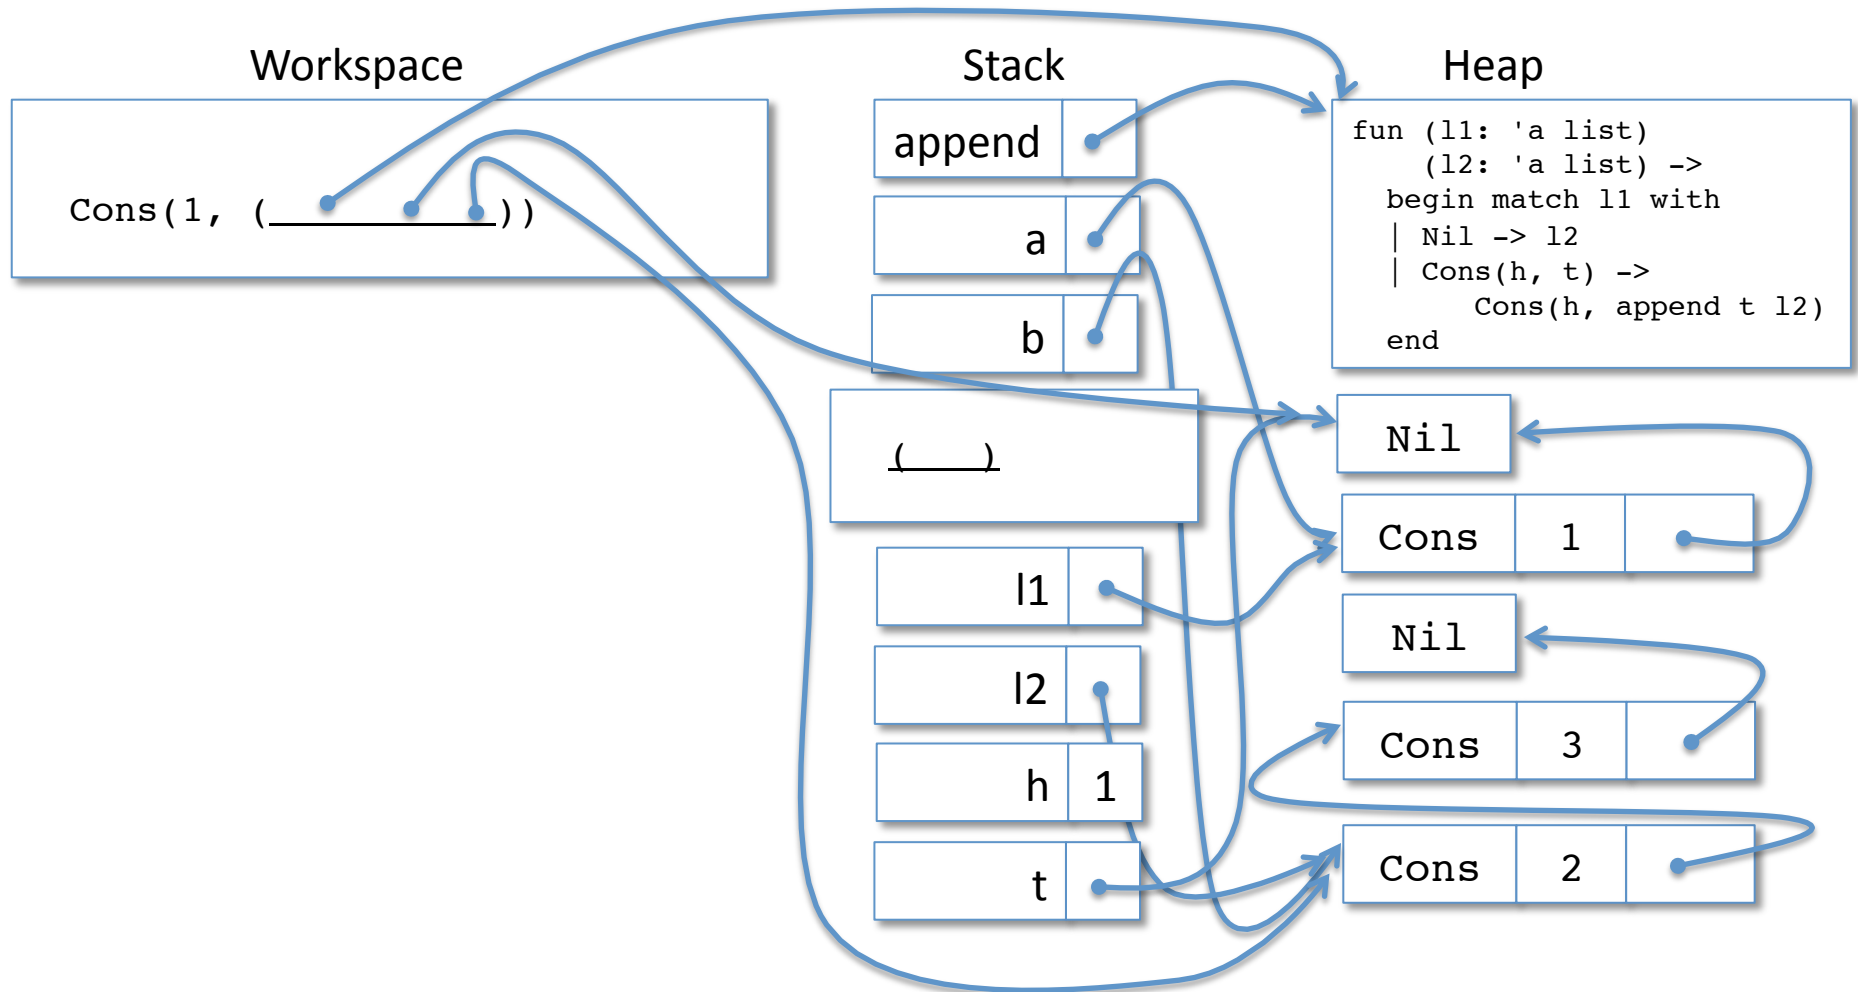 Workspace
Stack
Heap
Cons(1, (     ))
append
a
b
(    )
l1
l2
h 1
t
fun (l1: 'a list)
(l2: 'a list) ->
begin match l1 with
| Nil -> l2
| Cons(h, t) ->
Cons(h, append t l2)
end
Nil
Cons 1
Nil
Cons 3
Cons 2